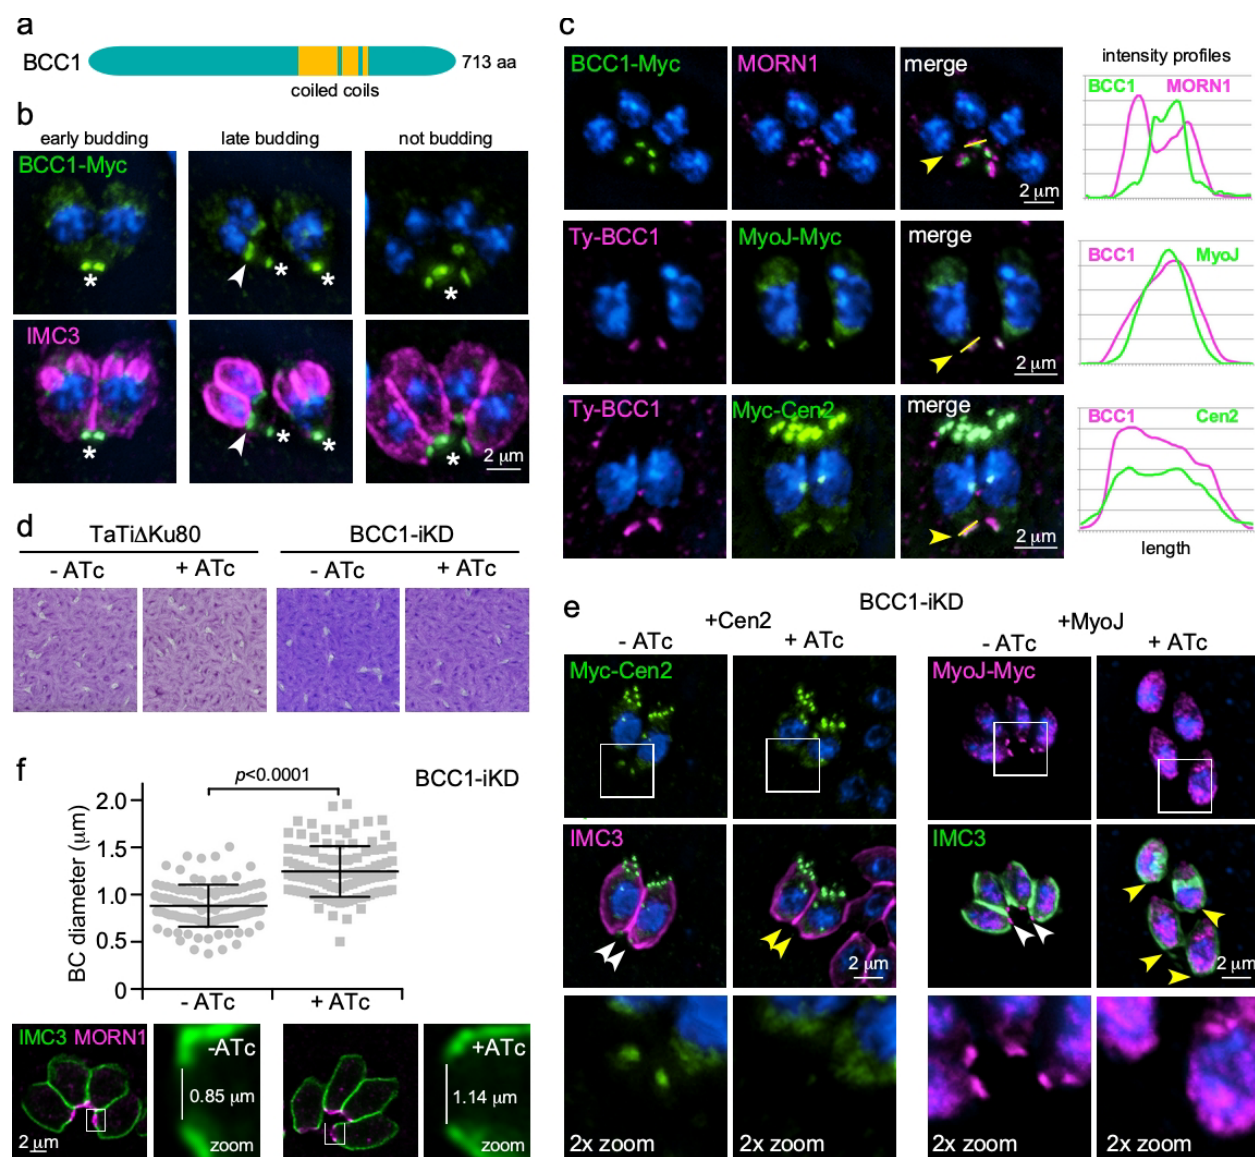 a
BCC1
713 aa
coiled coils
b
early budding
late budding
not budding
BCC1-Myc
*
*
*
*
IMC3
*
*
*
*
2 µm
c
BCC1-Myc
MORN1
merge
2 µm
intensity profiles
BCC1
MORN1
Ty-BCC1
MyoJ-Myc
merge
2 µm
BCC1
MyoJ
Ty-BCC1
Myc-Cen2
merge
2 µm
BCC1
Cen2
length
d
TaTi∆Ku80
BCC1-iKD
- ATc
+ ATc
- ATc
+ ATc
e
BCC1-iKD
+Cen2
+MyoJ
- ATc
+ ATc
- ATc
+ ATc
Myc-Cen2
MyoJ-Myc
IMC3
2 µm
IMC3
2 µm
2x zoom
2x zoom
2x zoom
2x zoom
f
p<0.0001
BCC1-iKD
BC diameter (µm)
2.0
1.5
1.0
0.5
0
- ATc
+ ATc
IMC3 MORN1
2 µm
-ATc
0.85 µm
zoom
+ATc
1.14 µm
zoom